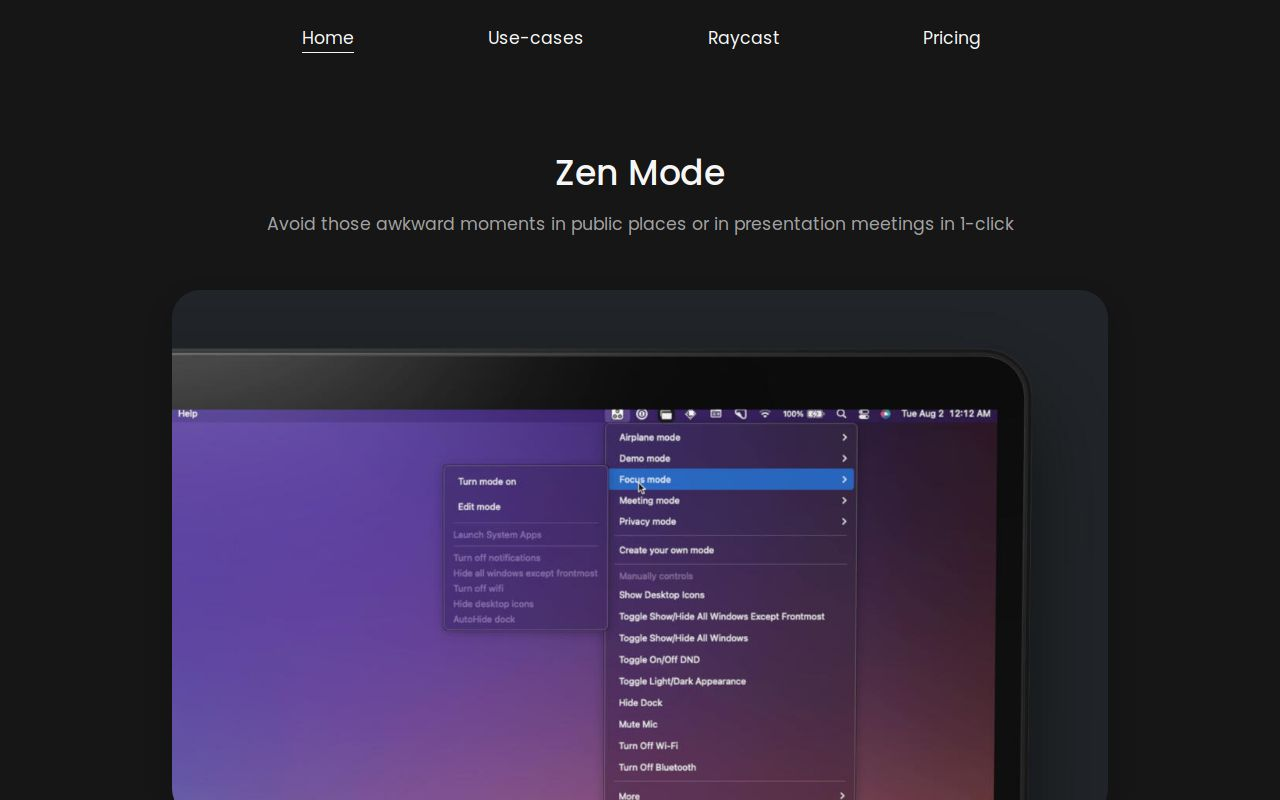 Home Use-cases Raycast Pricing
Zen Mode
Avoid those awkward moments in public places or in presentation meetings in 1-click
Help 100% Tue Aug 2 12:12 AM
Airplane mode
Demo mode
Focus mode
Meeting mode
Privacy mode
Create your own mode
Manually controls
Show Desktop Icons
Toggle Show/Hide All Windows Except Frontmost
Toggle Show/Hide All Windows
Toggle On/Off DND
Toggle Light/Dark Appearance
Hide Dock
Mute Mic
Turn Off Wi-Fi
Turn Off Bluetooth
More
Turn mode on
Edit mode
Launch System Apps
Turn off notifications
Hide all windows except frontmost
Turn off wifi
Hide desktop icons
AutoHide dock